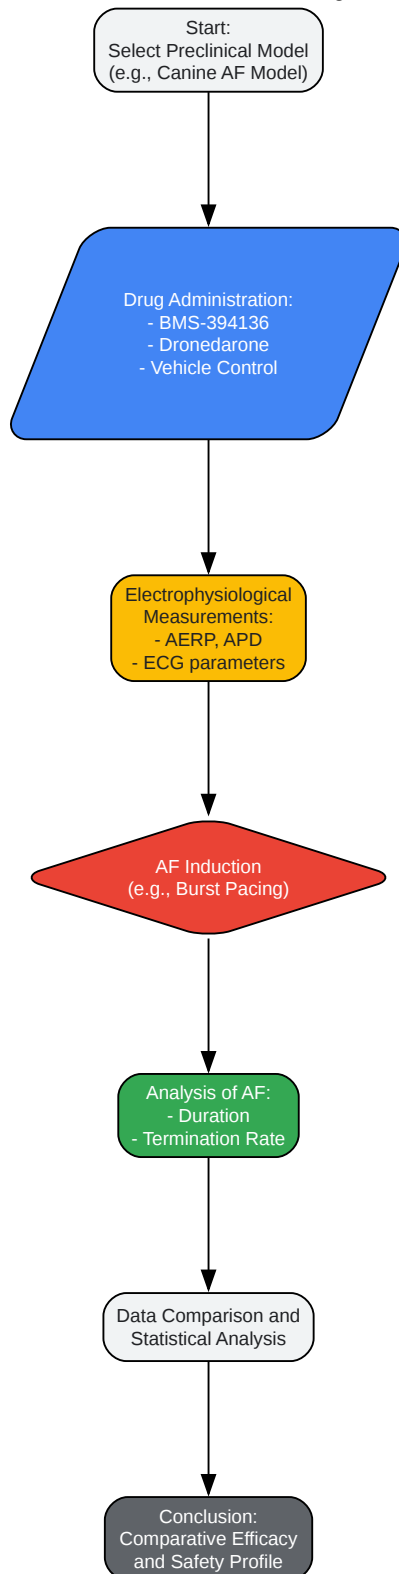 Start:
Select Preclinical Model
(e.g., Canine AF Model)
Drug Administration:
- BMS-394136
- Dronedarone
- Vehicle Control
Electrophysiological
Measurements:
- AERP, APD
- ECG parameters
AF Induction
(e.g., Burst Pacing)
Analysis of AF:
- Duration
- Termination Rate
Data Comparison and
Statistical Analysis
Conclusion:
Comparative Efficacy
and Safety Profile